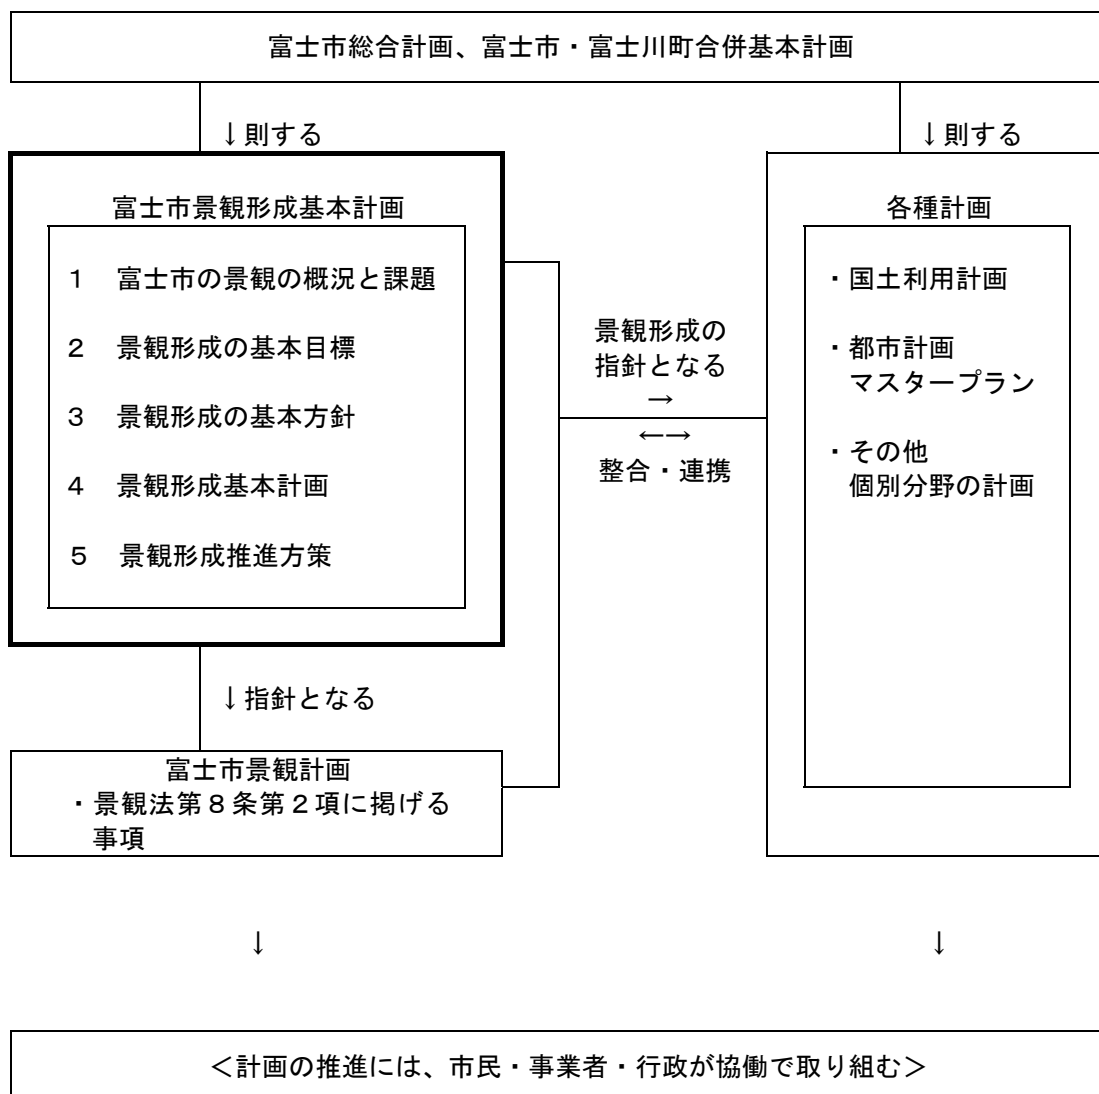 富士市総合計画、富士市・富士川町合併基本計画
↓則する
↓則する
富士市景観形成基本計画
1 富士市の景観の概況と課題
2 景観形成の基本目標
3 景観形成の基本方針
4 景観形成基本計画
5 景観形成推進方策
景観形成の
指針となる
→
←→
整合・連携
各種計画
・国土利用計画
・都市計画
マスタープラン
・その他
個別分野の計画
↓指針となる
富士市景観計画
・景観法第8条第2項に掲げる
事項
↓
↓
＜計画の推進には、市民・事業者・行政が協働で取り組む＞